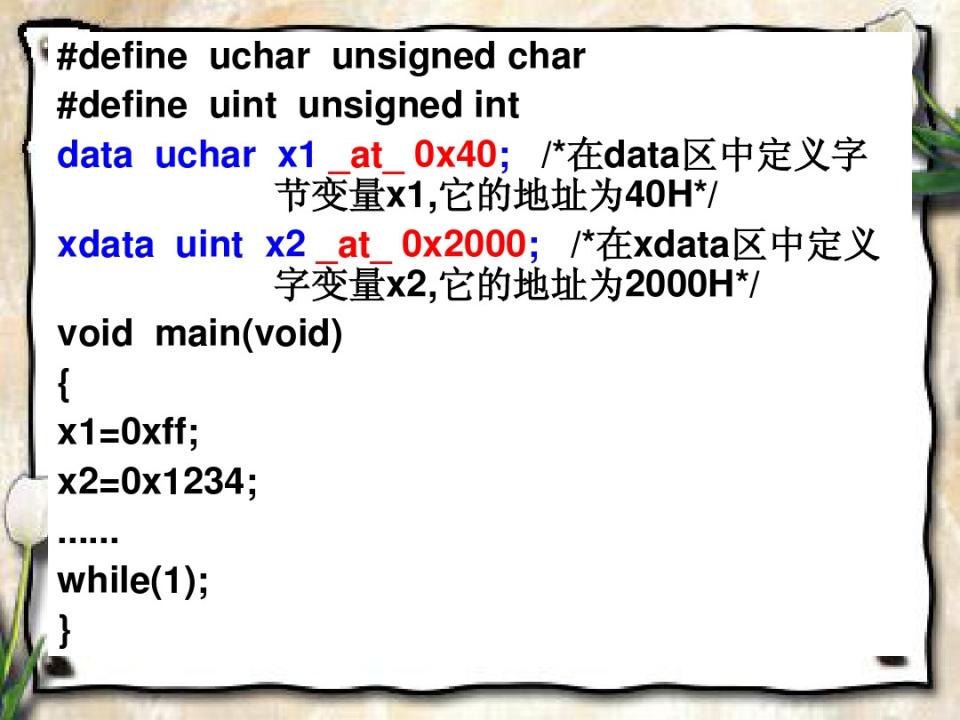 #define  uchar  unsigned char
#define  uint  unsigned int
data  uchar  x1 _at_ 0x40;   /*在data区中定义字
节变量x1,它的地址为40H*/
xdata  uint  x2 _at_ 0x2000;   /*在xdata区中定义
字变量x2,它的地址为2000H*/
void  main(void)
{
x1=0xff;
x2=0x1234;
......
while(1);
}